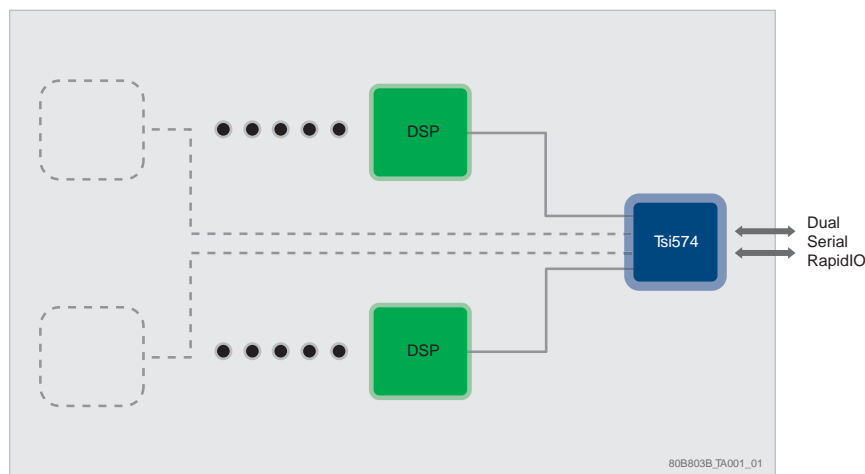 DSP
Tsi574
Dual
Serial
RapidIO
DSP
80B803B_TA001_01